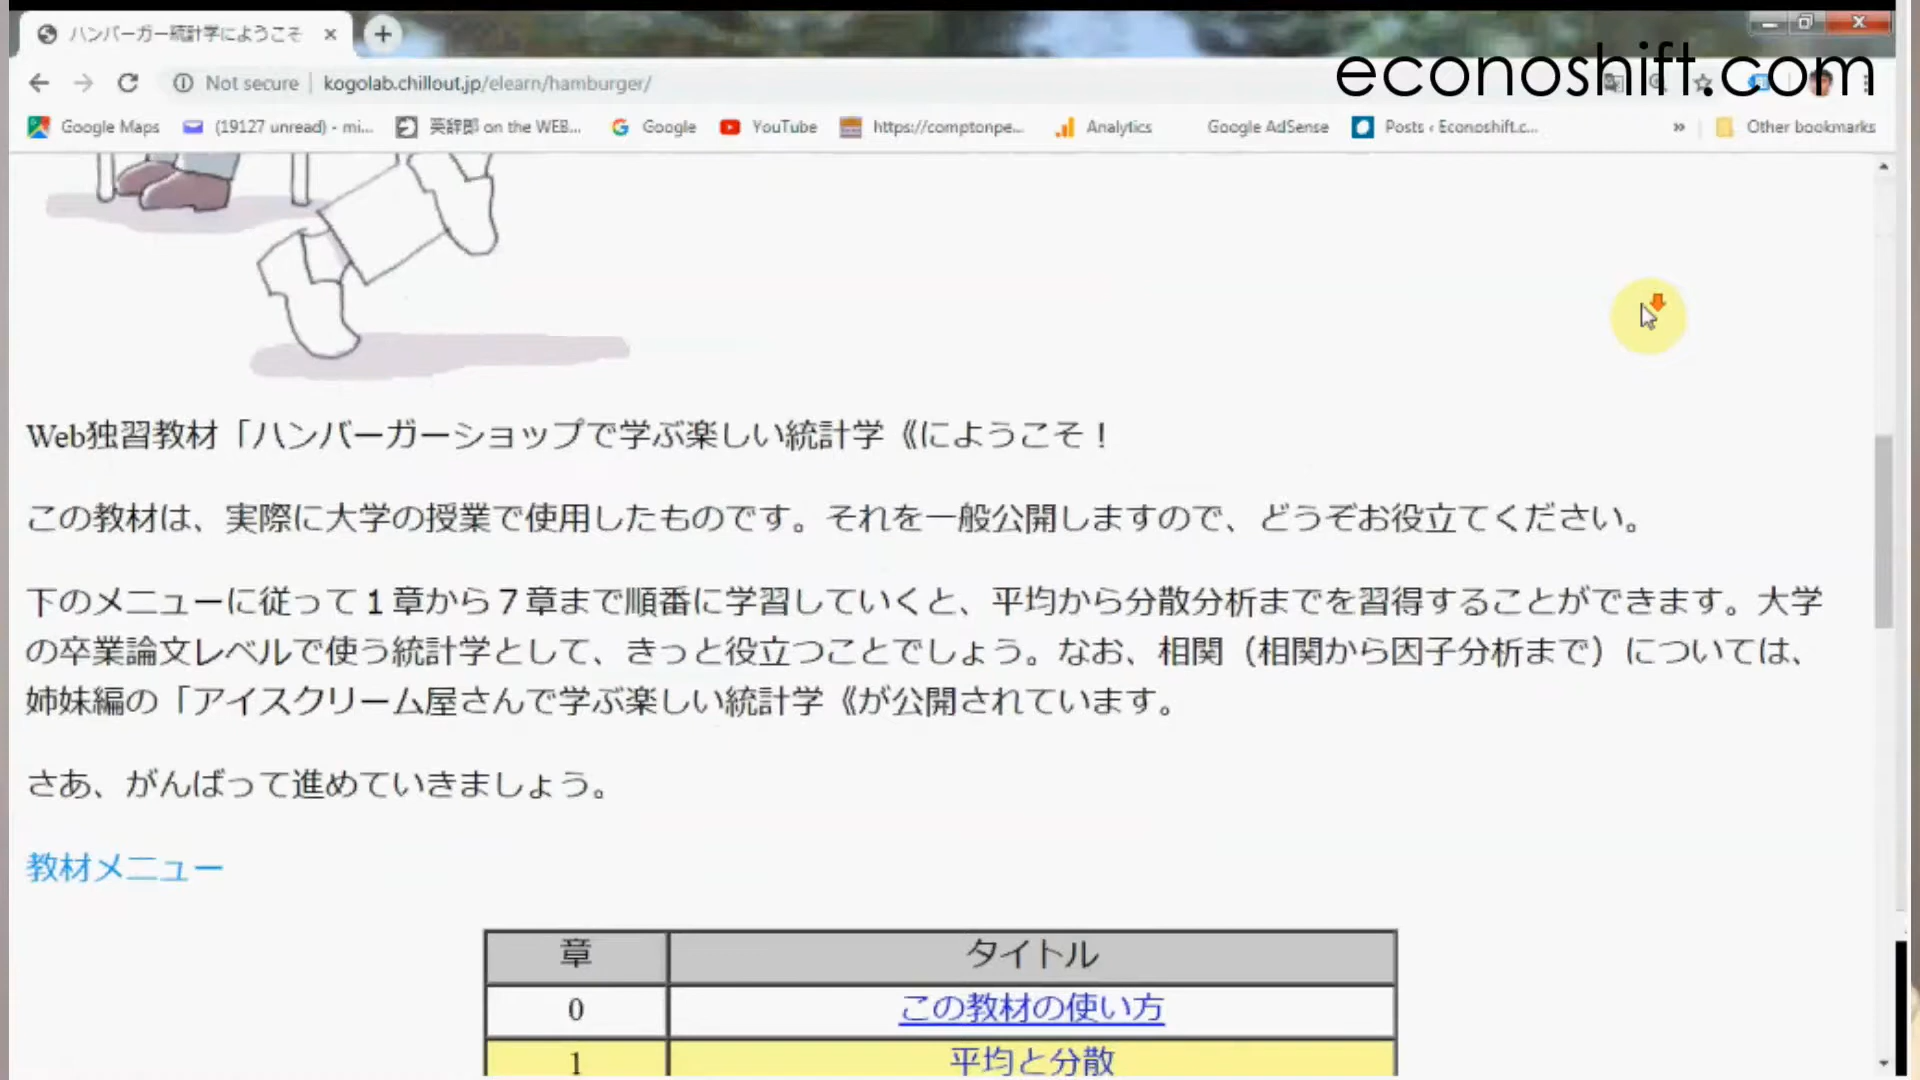 ハンバーガー統計学にようこそ
econoshift.com
Not secure | kogolab.chillout.jp/elearn/hamburger/
Google Maps (19127 unread) - mi... 英辞郎 on the WEB... Google YouTube https://comptonpe... Analytics Google AdSense Posts ‹ Econoshift.c... » Other bookmarks
Web独習教材「ハンバーガーショップで学ぶ楽しい統計学《にようこそ！
この教材は、実際に大学の授業で使用したものです。それを一般公開しますので、どうぞお役立てください。
下のメニューに従って１章から７章まで順番に学習していくと、平均から分散分析までを習得することができます。大学
の卒業論文レベルで使う統計学として、きっと役立つことでしょう。なお、相関（相関から因子分析まで）については、
姉妹編の「アイスクリーム屋さんで学ぶ楽しい統計学《が公開されています。
さあ、がんばって進めていきましょう。
教材メニュー
章 タイトル
0 この教材の使い方
1 平均と分散